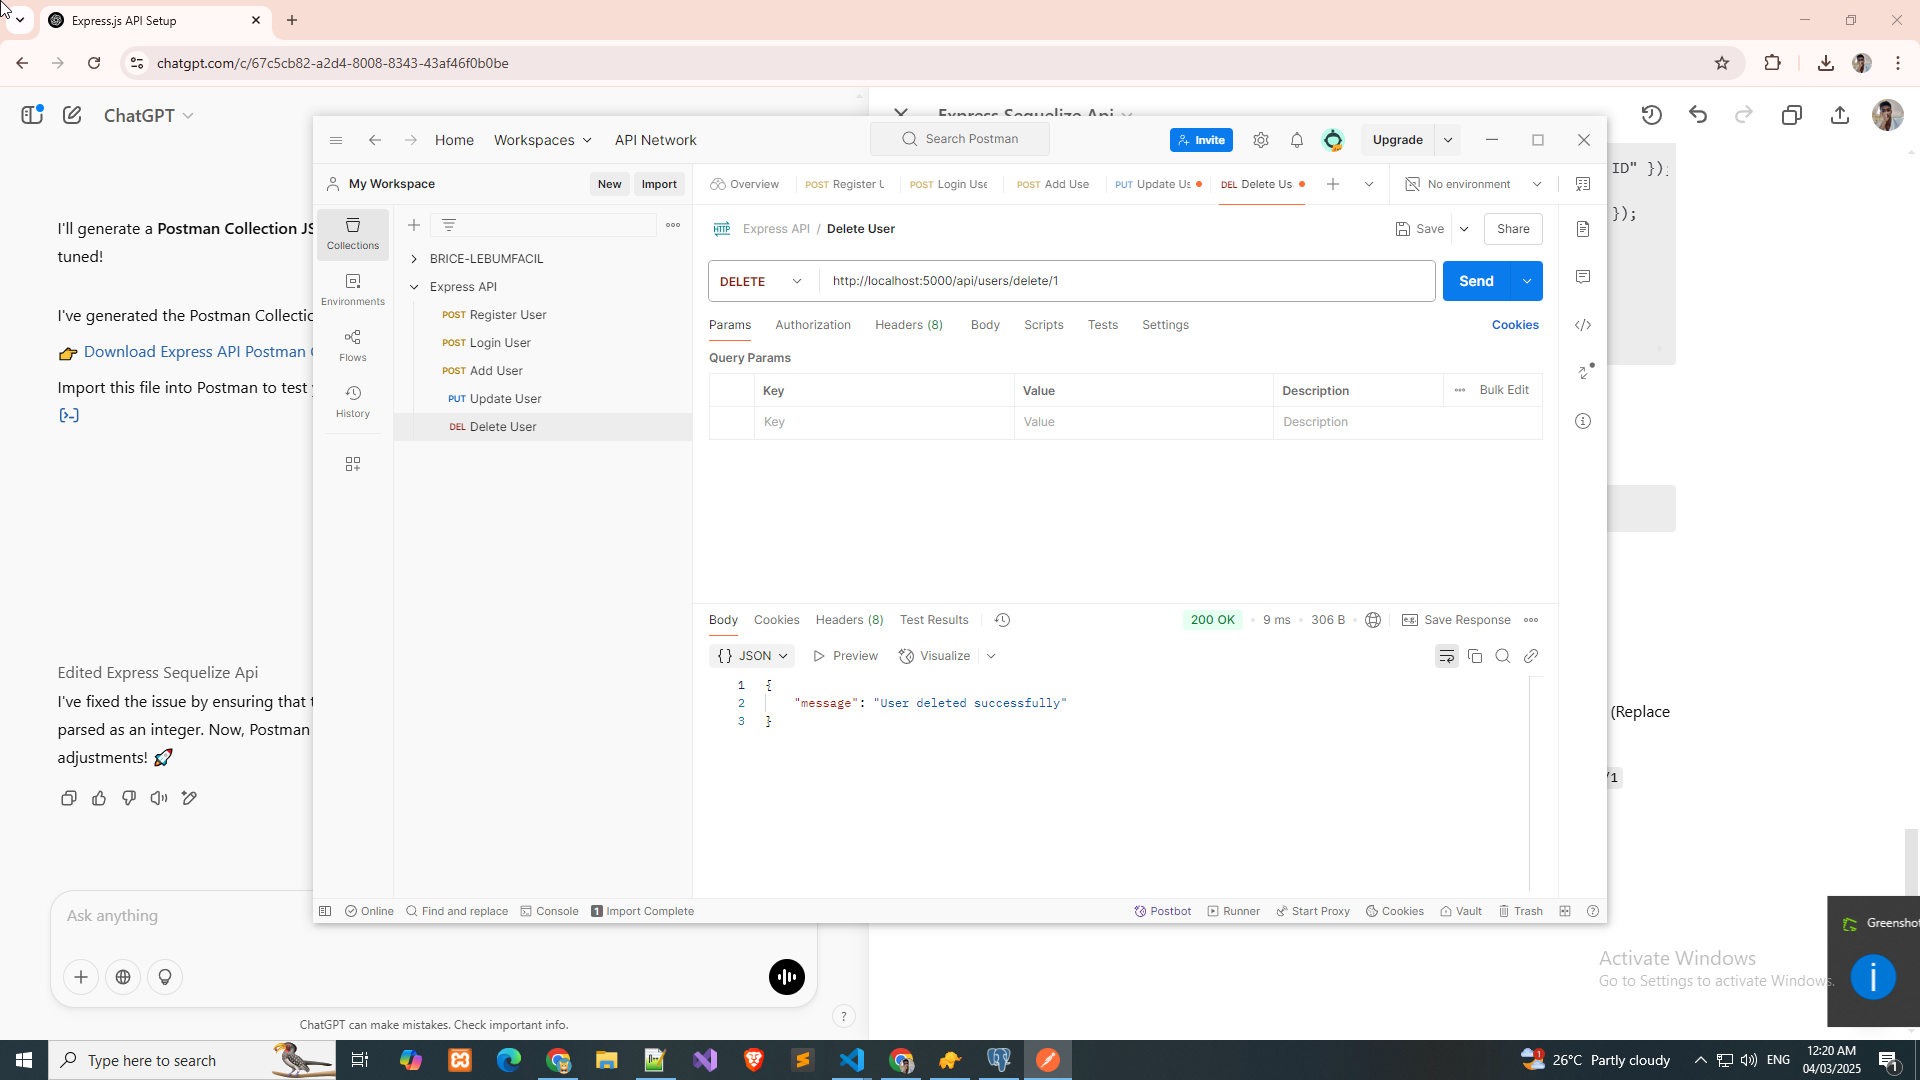 Express.js API Setup
chatgpt.com/c/67c5cb82-a2d4-8008-8343-43af46f0b0be
ChatGPT
Express Sequelize Api
I'll generate a Postman Collection JS
tuned!
I've generated the Postman Collectio
👉 Download Express API Postman
Import this file into Postman to test
Edited Express Sequelize Api
I've fixed the issue by ensuring that t
parsed as an integer. Now, Postman
adjustments! 🚀
Ask anything
ChatGPT can make mistakes. Check important info.
?
ID" });
});
(Replace
/1
Home
Workspaces
API Network
Search Postman
Invite
Upgrade
My Workspace
New
Import
Overview
POST Register U
POST Login Use
POST Add Use
PUT Update Us
DEL Delete Us
No environment
Collections
Environments
Flows
History
BRICE-LEBUMFACIL
Express API
POST Register User
POST Login User
POST Add User
PUT Update User
DEL Delete User
HTTP Express API / Delete User
Save
Share
DELETE
http://localhost:5000/api/users/delete/1
Send
Params
Authorization
Headers (8)
Body
Scripts
Tests
Settings
Cookies
Query Params
Key
Value
Description
Bulk Edit
Key
Value
Description
Body
Cookies
Headers (8)
Test Results
200 OK
9 ms
306 B
Save Response
{} JSON
Preview
Visualize
1 {
2 "message": "User deleted successfully"
3 }
Online
Find and replace
Console
1 Import Complete
Postbot
Runner
Start Proxy
Cookies
Vault
Trash
Activate Windows
Go to Settings to activate Windows.
Greenshot
Type here to search
26°C Partly cloudy
ENG
12:20 AM
04/03/2025
1